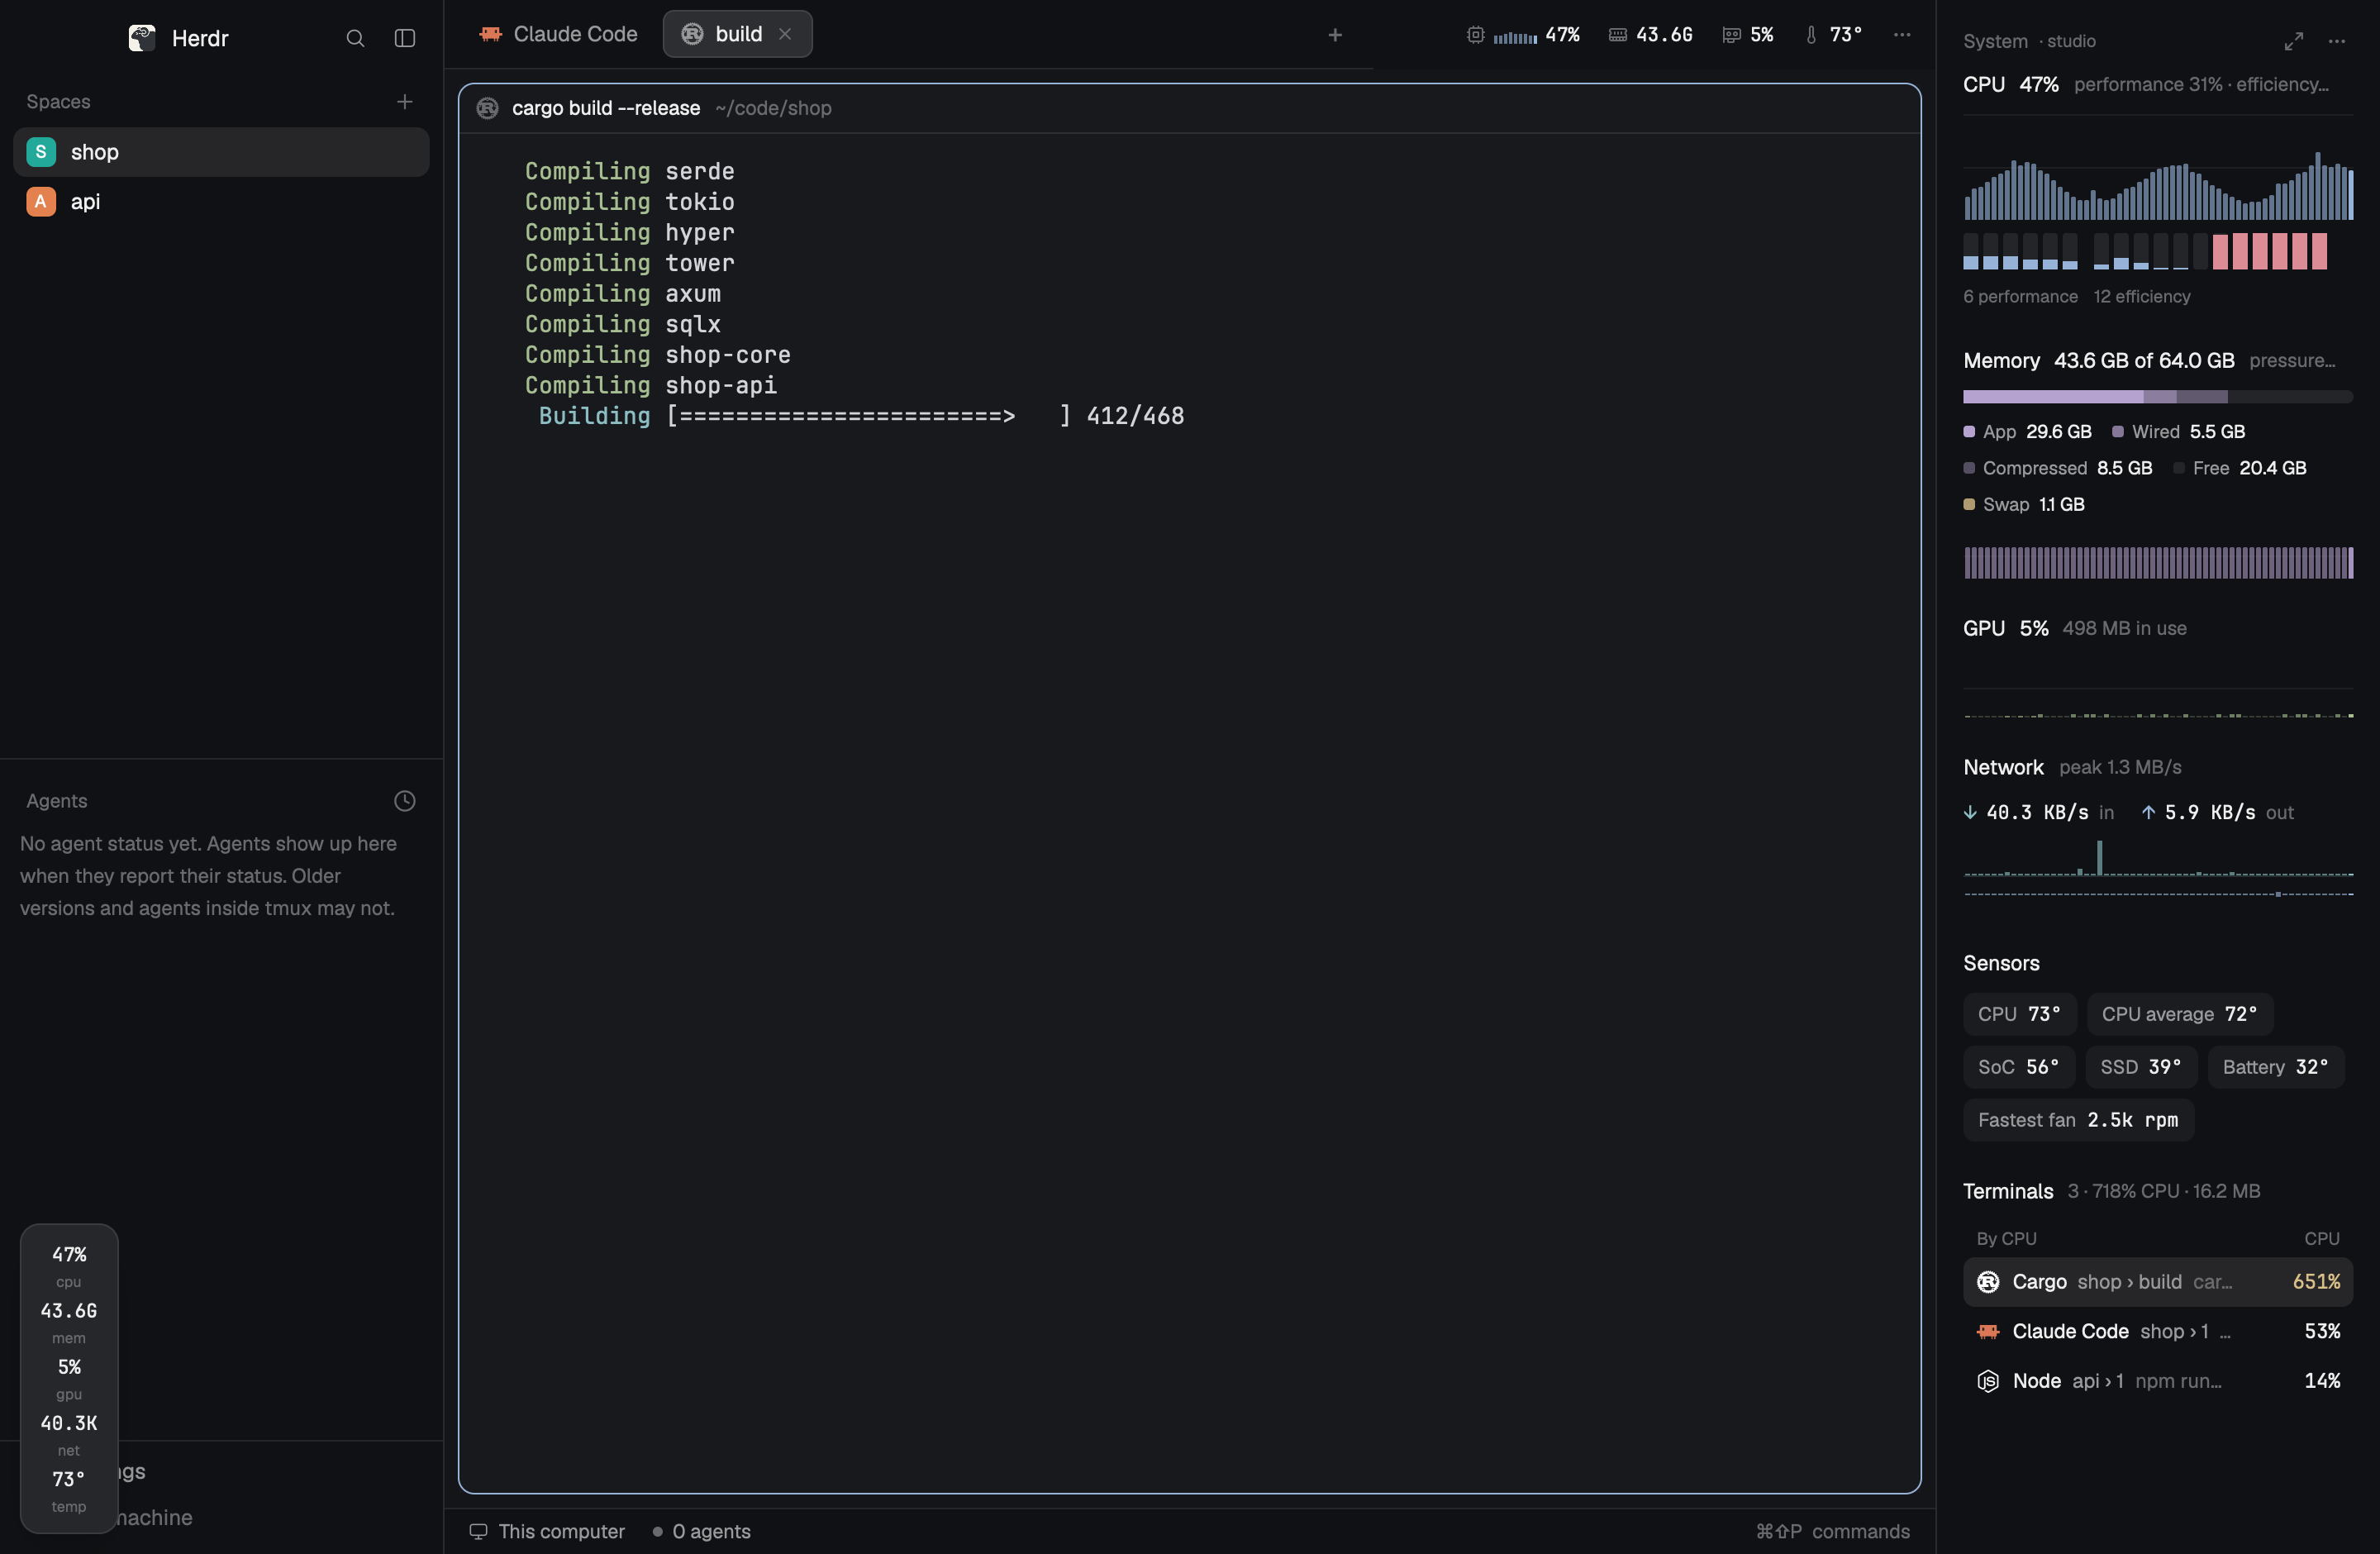 Herdr
Spaces
S shop
A api
Agents
No agent status yet. Agents show up here
when they report their status. Older
versions and agents inside tmux may not.
47%
cpu
43.6G
mem
5%
gpu
40.3K
net
73°
temp
ngs
machine
Claude Code
build
47% 43.6G 5% 73°
cargo build --release ~/code/shop
Compiling serde
Compiling tokio
Compiling hyper
Compiling tower
Compiling axum
Compiling sqlx
Compiling shop-core
Compiling shop-api
Building [=======================> ] 412/468
This computer 0 agents
⌘⇧P commands
System · studio
CPU 47% performance 31% · efficiency…
6 performance 12 efficiency
Memory 43.6 GB of 64.0 GB pressure…
App 29.6 GB Wired 5.5 GB
Compressed 8.5 GB Free 20.4 GB
Swap 1.1 GB
GPU 5% 498 MB in use
Network peak 1.3 MB/s
↓ 40.3 KB/s in ↑ 5.9 KB/s out
Sensors
CPU 73° CPU average 72°
SoC 56° SSD 39° Battery 32°
Fastest fan 2.5k rpm
Terminals 3 · 718% CPU · 16.2 MB
By CPU CPU
Cargo shop › build car… 651%
Claude Code shop › 1 … 53%
JS Node api › 1 npm run… 14%